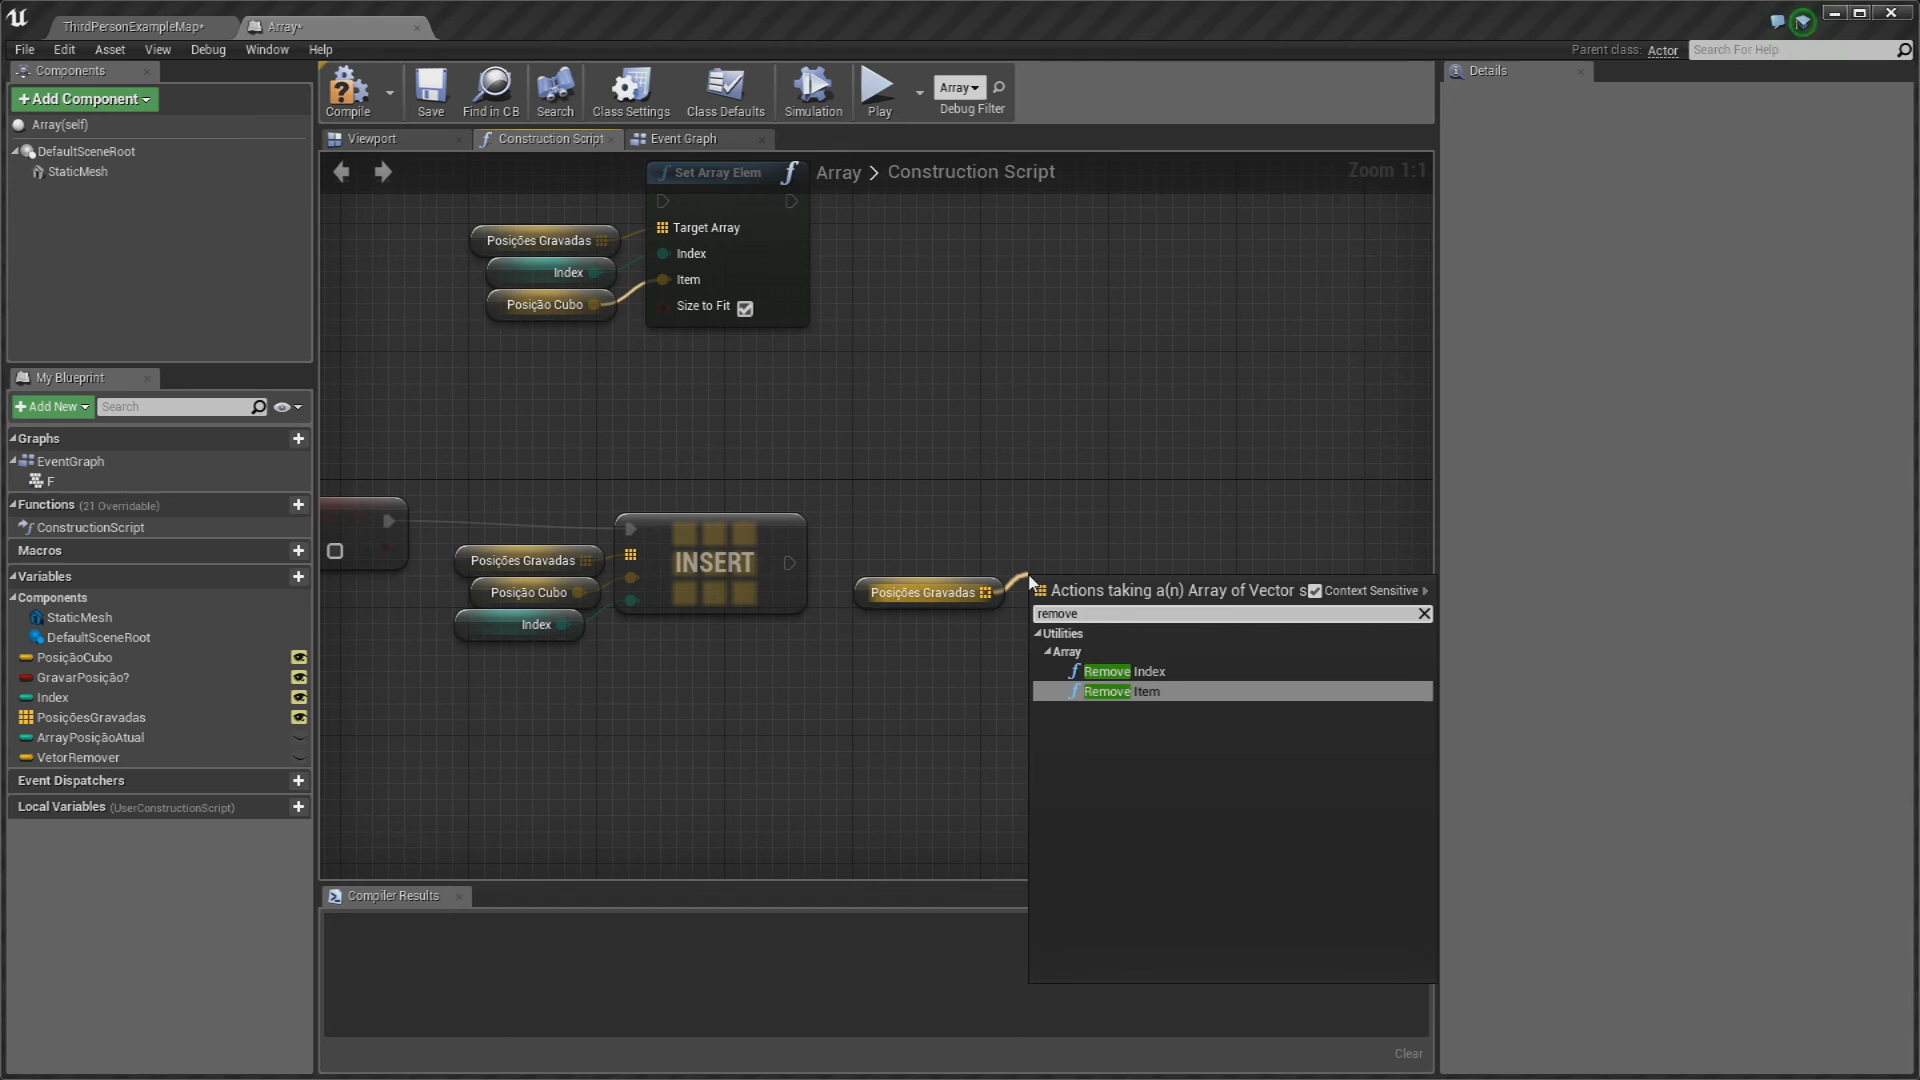 ThirdPersonExampleMap*
Array*
File Edit Asset View Debug Window Help
Parent class: Actor
Search For Help
Components
+Add Component
Array(self)
DefaultSceneRoot
StaticMesh
Compile
Save
Find in CB
Search
Class Settings
Class Defaults
Simulation
Play
Array
Debug Filter
Details
Viewport
Construction Script
Event Graph
Array > Construction Script
Zoom 1:1
Set Array Elem
Target Array
Index
Item
Size to Fit
Posições Gravadas
Index
Posição Cubo
My Blueprint
+Add New
Search
Graphs
EventGraph
F
Functions (21 Overridable)
ConstructionScript
Macros
Variables
Components
StaticMesh
DefaultSceneRoot
PosiçãoCubo
GravarPosição?
Index
PosiçõesGravadas
ArrayPosiçãoAtual
VetorRemover
Event Dispatchers
Local Variables (UserConstructionScript)
Posições Gravadas
Posição Cubo
Index
INSERT
Posições Gravadas
Actions taking a(n) Array of Vector s
Context Sensitive
remove
Utilities
Array
Remove Index
Remove Item
Compiler Results
Clear